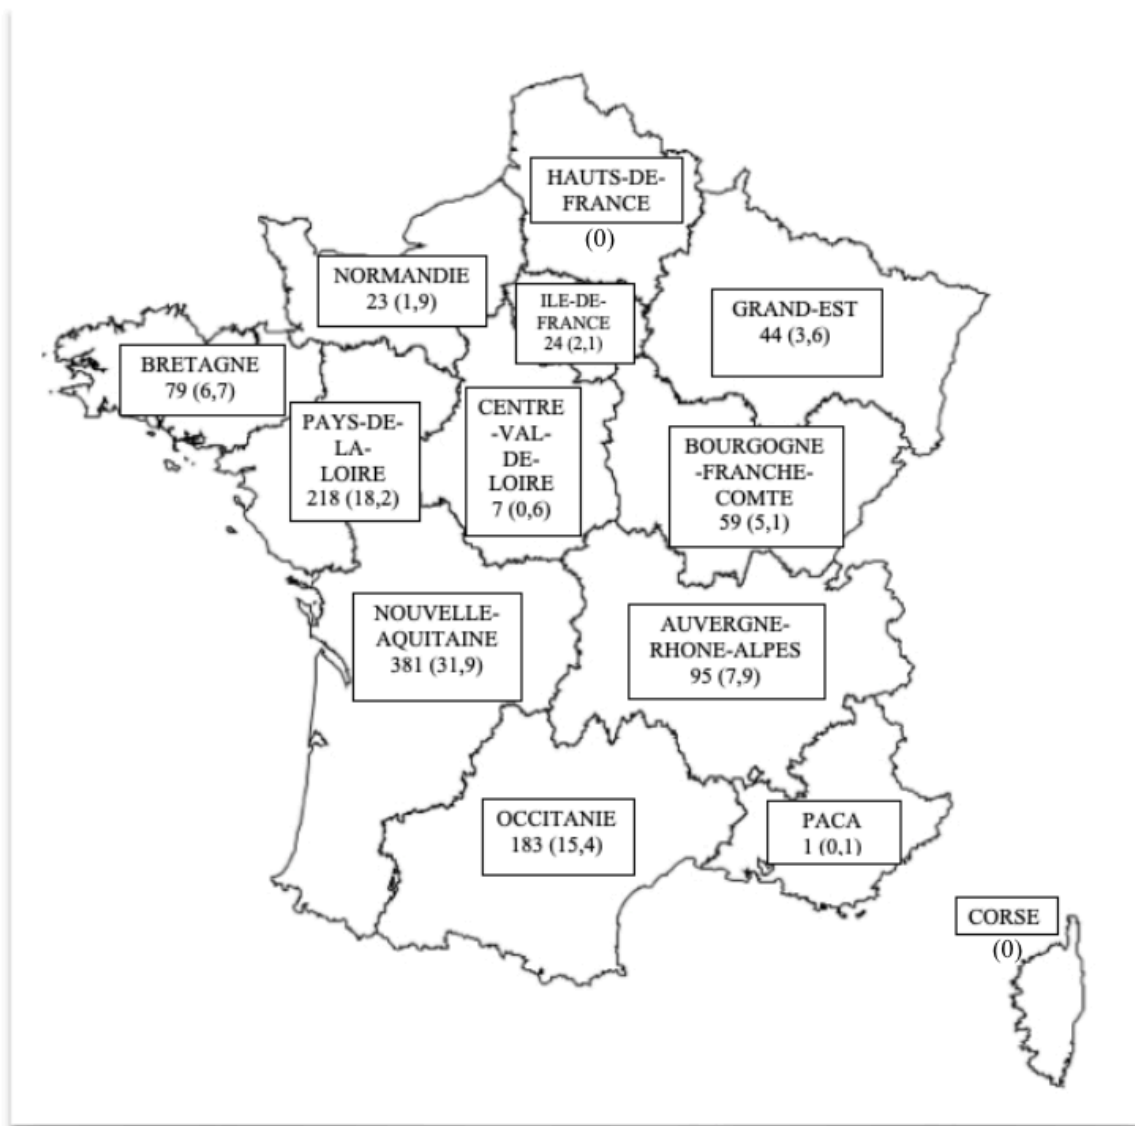 HAUTS-DE-
FRANCE
(0)
NORMANDIE
23 (1,9)
ILE-DE-
FRANCE
24 (2,1)
GRAND-EST
44 (3,6)
BRETAGNE
79 (6,7)
PAYS-DE-
LA-
LOIRE
218 (18,2)
CENTRE
-VAL-
DE-
LOIRE
7 (0,6)
BOURGOGNE
-FRANCHE-
COMTE
59 (5,1)
NOUVELLE-
AQUITAINE
381 (31,9)
AUVERGNE-
RHONE-ALPES
95 (7,9)
OCCITANIE
183 (15,4)
PACA
1 (0,1)
CORSE
(0)